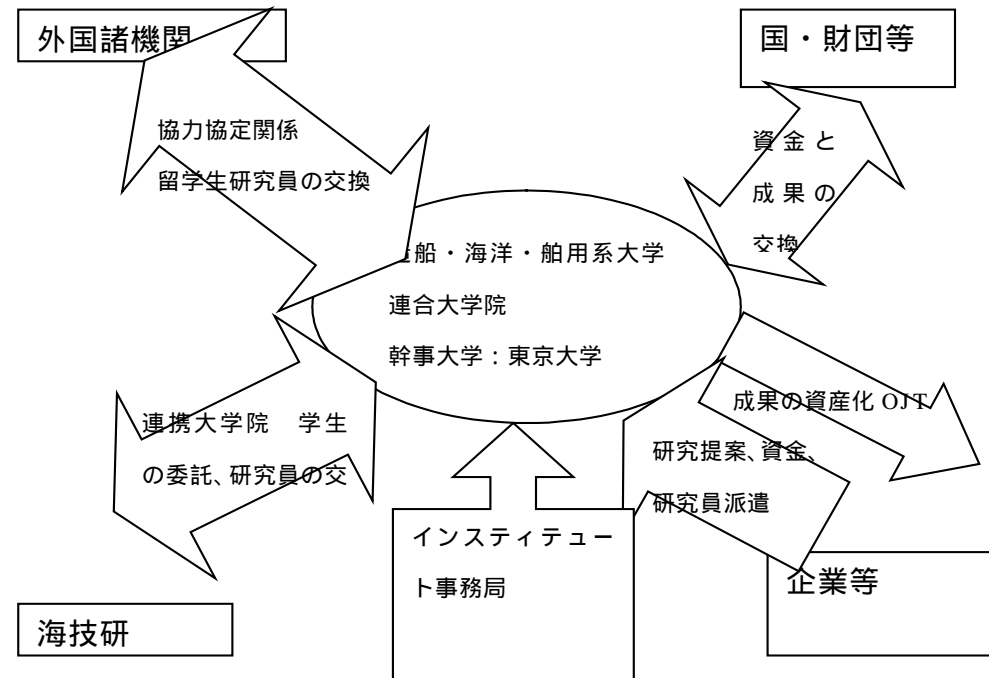 外国諸機関
国・財団等
協力協定関係
留学生研究員の交換
資金と
成果の
交換
船・海洋・舶用系大学
連合大学院
幹事大学：東京大学
連携大学院　学生
の委託、研究員の交
成果の資産化 OJT
研究提案、資金、
研究員派遣
インスティテュー
ト事務局
企業等
海技研